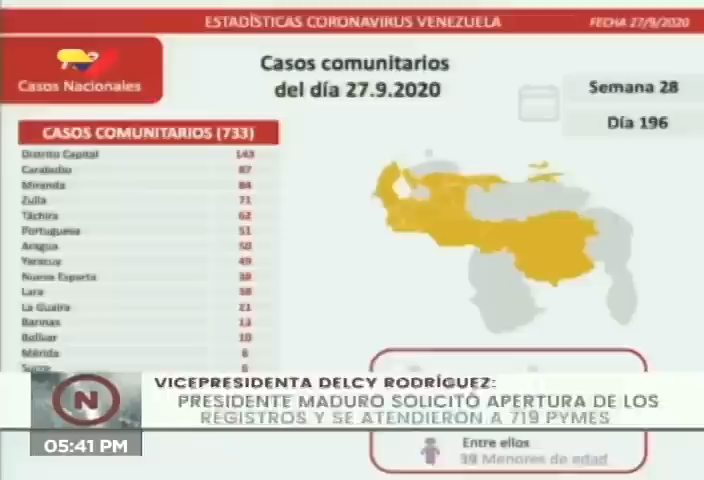 ESTADÍSTICAS CORONAVIRUS VENEZUELA
FECHA 27/9/2020
Casos Nacionales
Casos comunitarios
del día 27.9.2020
Semana 28
Día 196
CASOS COMUNITARIOS (733)
Distrito Capital 143
Carabobo 87
Miranda 84
Zulia 71
Táchira 62
Portuguesa 51
Aragua 50
Yaracuy 49
Nueva Esparta 38
Lara 38
La Guaira 21
Barinas 13
Bolívar 10
Mérida 6
Sucre 6
N
VICEPRESIDENTA DELCY RODRÍGUEZ:
PRESIDENTE MADURO SOLICITÓ APERTURA DE LOS
REGISTROS Y SE ATENDIERON A 719 PYMES
05:41 PM
Entre ellos
39 Menores de edad